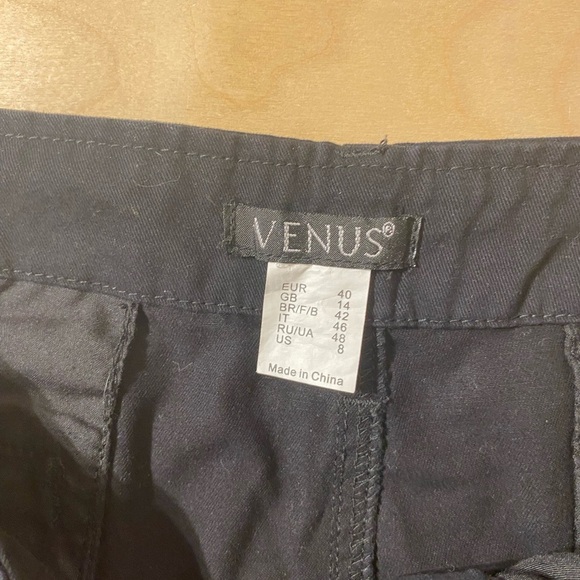 VENUS®
EUR 40
GB 14
BR/F/B 42
IT 46
RU/UA 48
US 8
Made in China